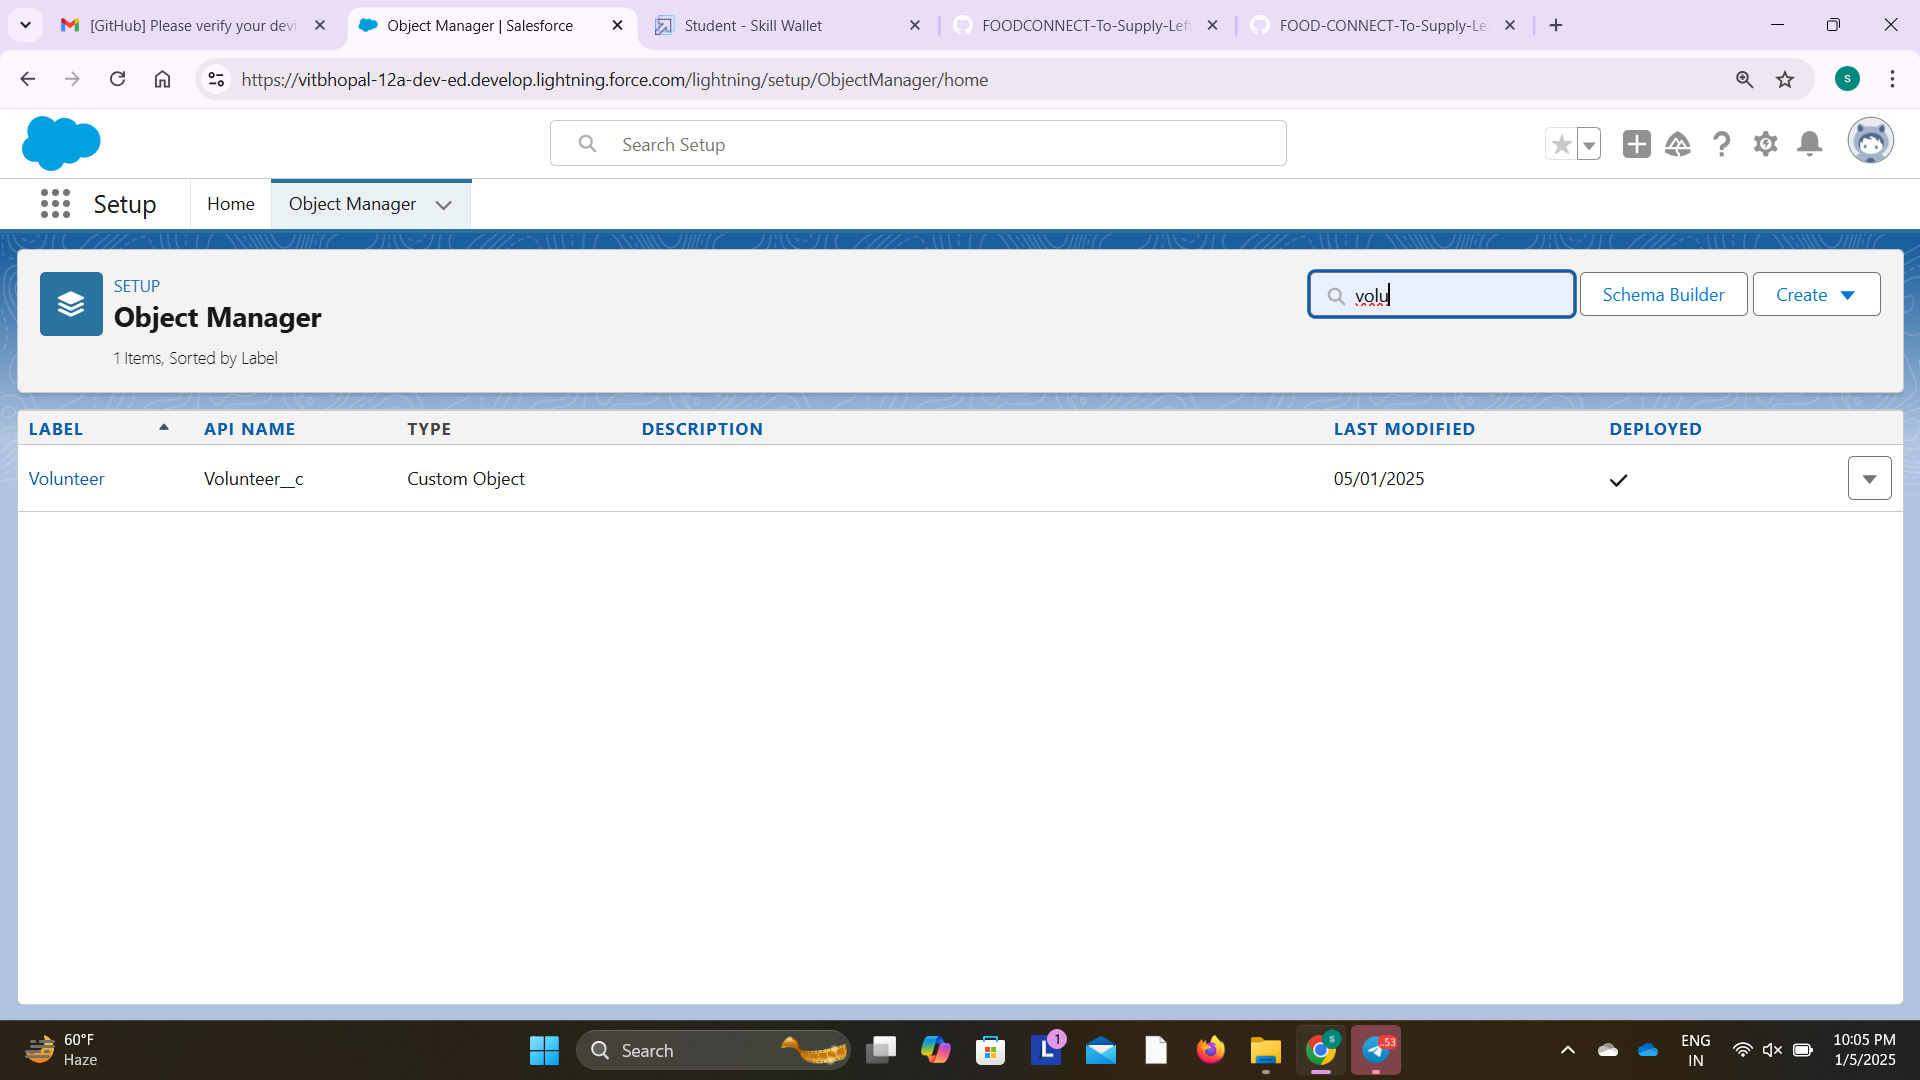 [GitHub] Please verify your devi
Object Manager | Salesforce
Student - Skill Wallet
FOODCONNECT-To-Supply-Left
FOOD-CONNECT-To-Supply-Le
https://vitbhopal-12a-dev-ed.develop.lightning.force.com/lightning/setup/ObjectManager/home
S
Search Setup
Setup
Home
Object Manager
SETUP
Object Manager
1 Items, Sorted by Label
volu
Schema Builder
Create
LABEL API NAME TYPE DESCRIPTION LAST MODIFIED DEPLOYED
Volunteer Volunteer__c Custom Object 05/01/2025
60°F
Haze
Search
L
1
S
.53
ENG
IN
10:05 PM
1/5/2025